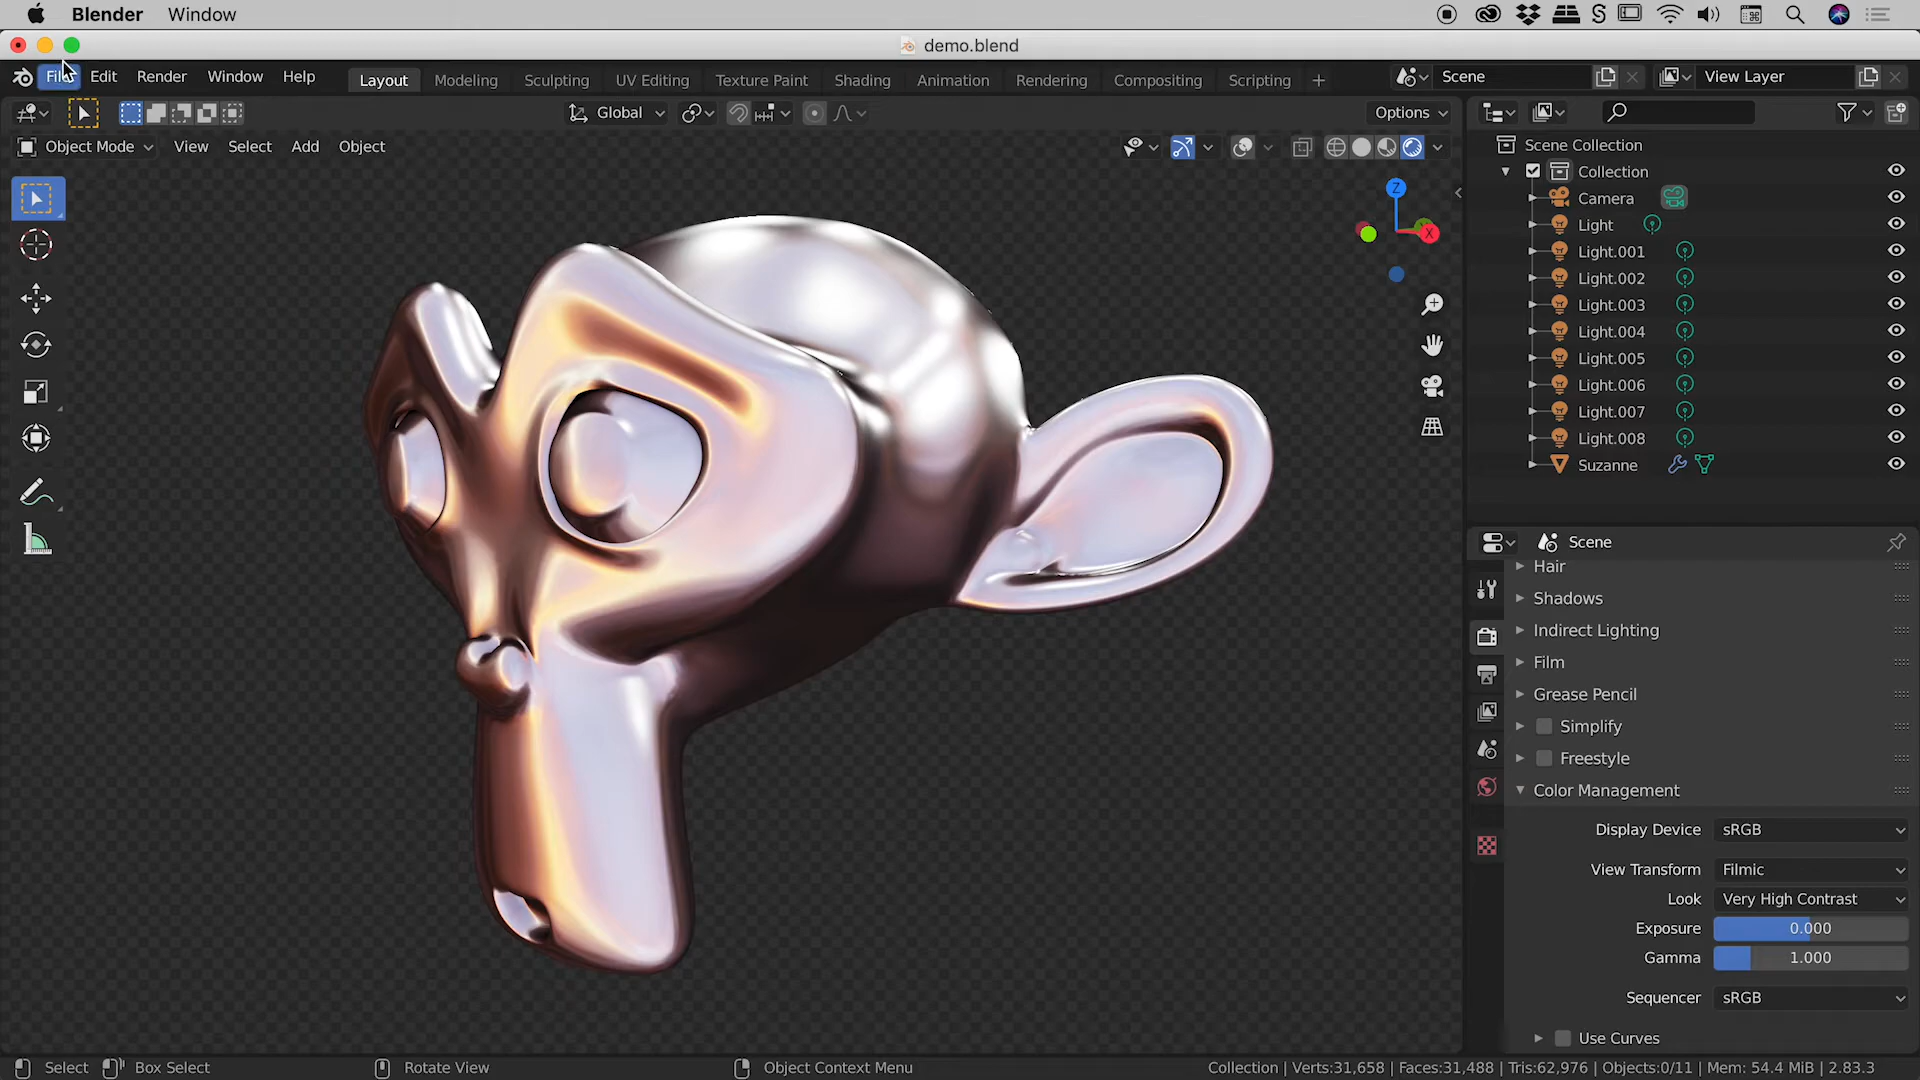 Blender Window
demo.blend
File Edit Render Window Help Layout Modeling Sculpting UV Editing Texture Paint Shading Animation Rendering Compositing Scripting + Scene View Layer
Global Options
Object Mode View Select Add Object
Z
X
Scene Collection
Collection
Camera
Light
Light.001
Light.002
Light.003
Light.004
Light.005
Light.006
Light.007
Light.008
Suzanne
Scene
Hair
Shadows
Indirect Lighting
Film
Grease Pencil
Simplify
Freestyle
Color Management
Display Device sRGB
View Transform Filmic
Look Very High Contrast
Exposure 0.000
Gamma 1.000
Sequencer sRGB
Use Curves
Select Box Select Rotate View Object Context Menu Collection | Verts:31,658 | Faces:31,488 | Tris:62,976 | Objects:0/11 | Mem: 54.4 MiB | 2.83.3